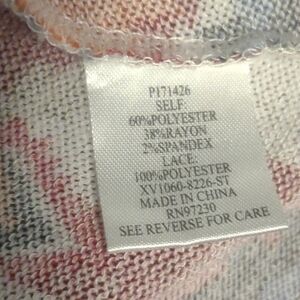 P171426
SELF:
60%POLYESTER
38%RAYON
2%SPANDEX
LACE:
100%POLYESTER
XV1060-8226-ST
MADE IN CHINA
RN97230
SEE REVERSE FOR CARE